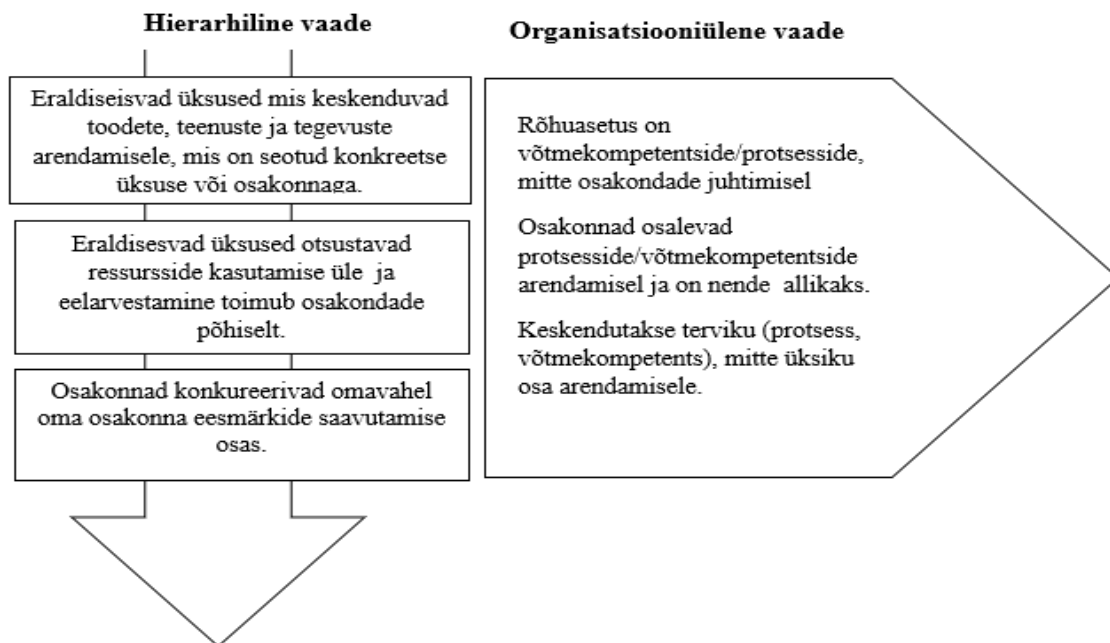 Hierarhiline vaade
Eraldiseisvad üksused mis keskenduvad
toodete, teenuste ja tegevuste
arendamisele, mis on seotud konkreetse
üksuse või osakonnaga.
Eraldisesvad üksused otsustavad
ressursside kasutamise üle ja
eelarvestamine toimub osakondade
põhiselt.
Osakonnad konkureerivad omavahel
oma osakonna eesmärkide saavutamise
osas.
Organisatsiooniülene vaade
Rõhuasetus on
võtmekompetentside/protsesside,
mitte osakondade juhtimisel
Osakonnad osalevad
protsesside/võtmekompetentside
arendamisel ja on nende allikaks.
Keskendutakse terviku (protsess,
võtmekompetents), mitte üksiku
osa arendamisele.